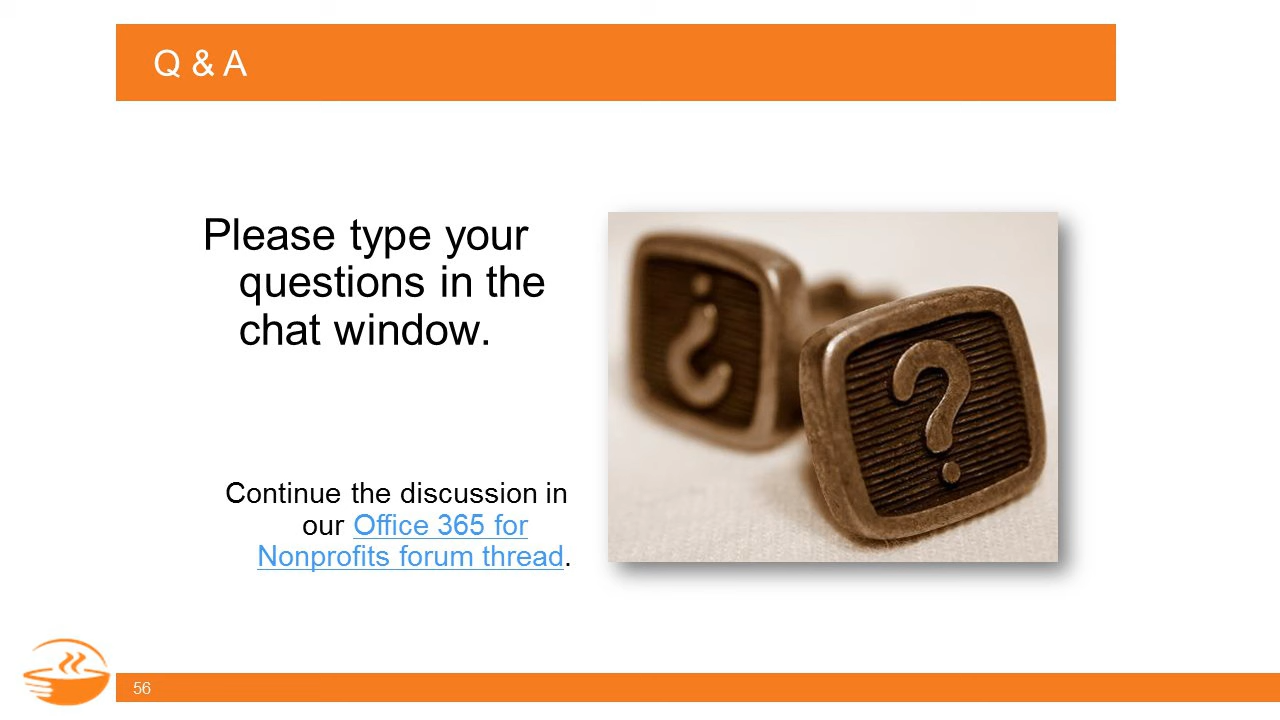 Q & A
Please type your
questions in the
chat window.
Continue the discussion in
our Office 365 for
Nonprofits forum thread.
¿
?
56